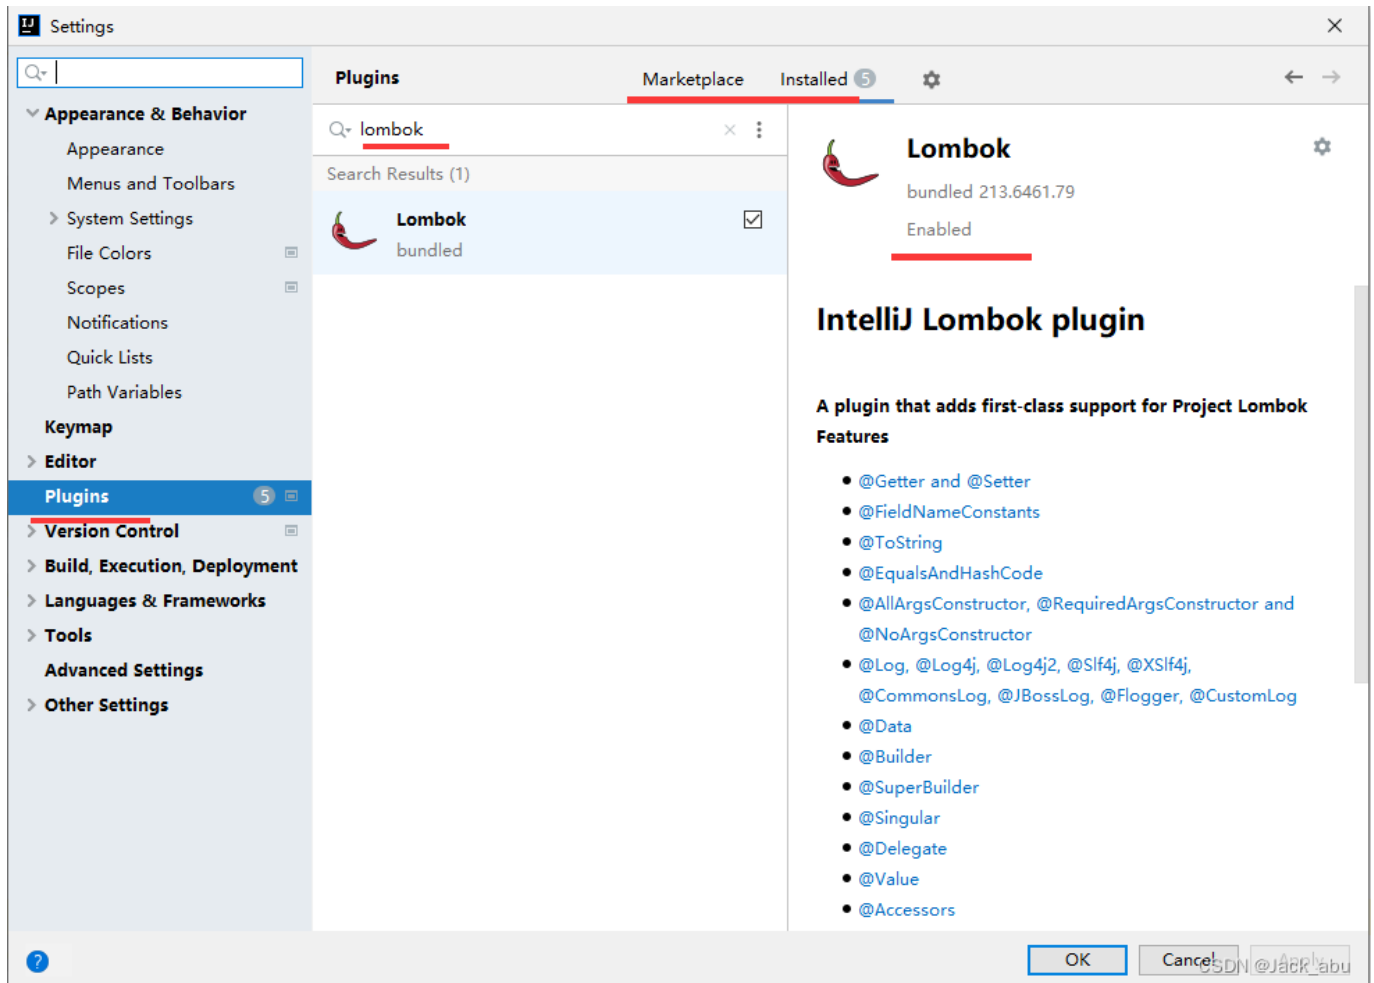 Settings
Plugins
Marketplace Installed 5
Appearance & Behavior
Appearance
Menus and Toolbars
System Settings
File Colors
Scopes
Notifications
Quick Lists
Path Variables
Keymap
Editor
Plugins 5
Version Control
Build, Execution, Deployment
Languages & Frameworks
Tools
Advanced Settings
Other Settings
lombok
Search Results (1)
Lombok
bundled
Lombok
bundled 213.6461.79
Enabled
IntelliJ Lombok plugin
A plugin that adds first-class support for Project Lombok
Features
@Getter and @Setter
@FieldNameConstants
@ToString
@EqualsAndHashCode
@AllArgsConstructor, @RequiredArgsConstructor and
@NoArgsConstructor
@Log, @Log4j, @Log4j2, @Slf4j, @XSlf4j,
@CommonsLog, @JBossLog, @Flogger, @CustomLog
@Data
@Builder
@SuperBuilder
@Singular
@Delegate
@Value
@Accessors
?
OK Cancel Apply
CSDN @Jack_abu